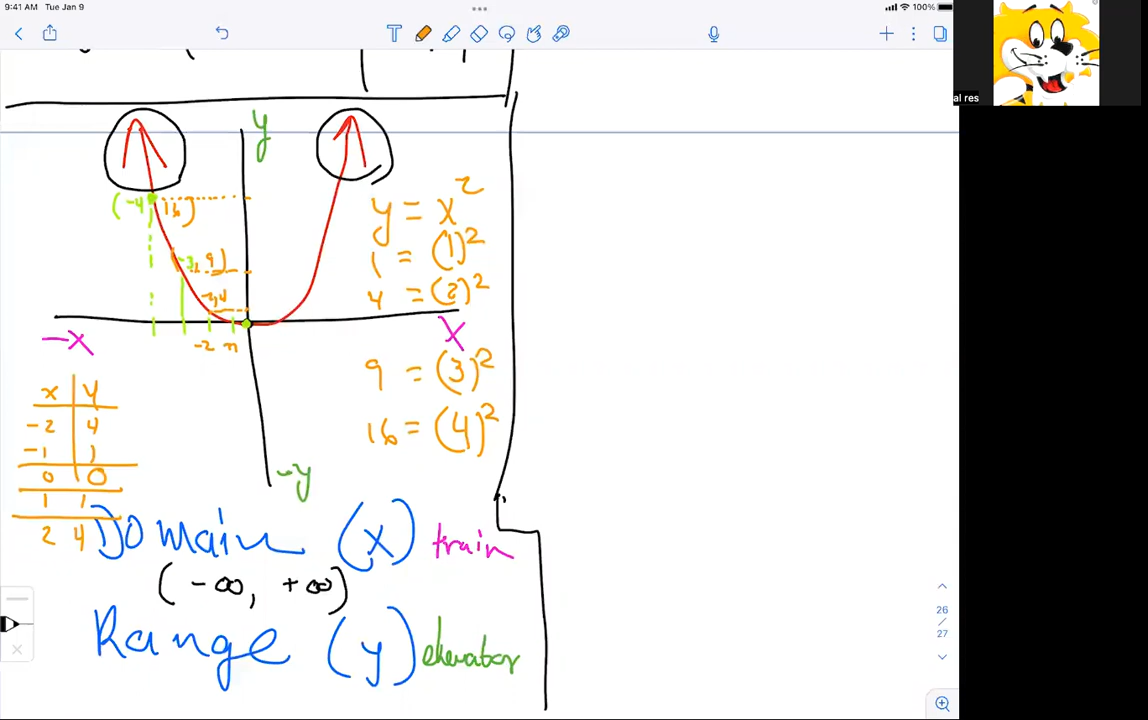 9:41 AM Tue Jan 9
100%
al res
y
(-4, 16)
-3, 9)
-2, 4
-2
-x
x
y = x²
1 = (1)²
4 = (2)²
9 = (3)²
16 = (4)²
x | y
-2 | 4
-1 | 1
0 | 0
1 | 1
2 | 4
-y
Domain (x) train
(-∞, +∞)
Range (y) elevator
26
/
27